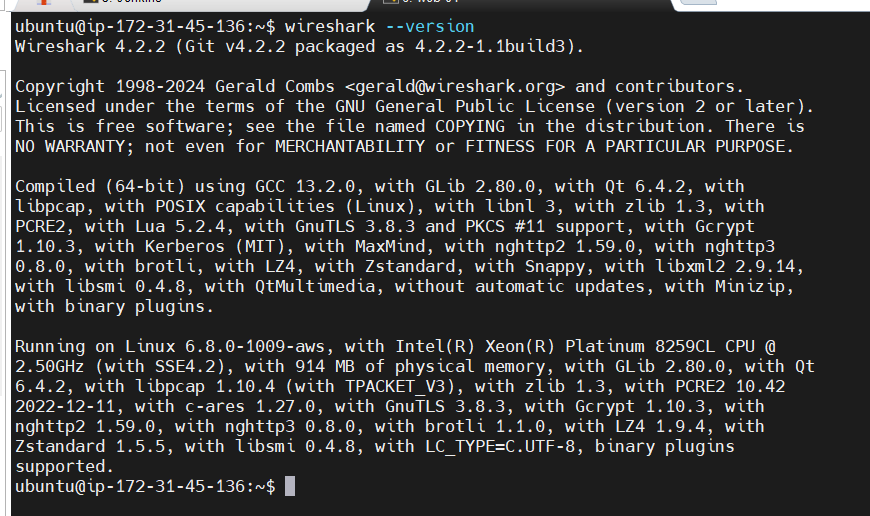 ubuntu@ip-172-31-45-136:~$ wireshark --version
Wireshark 4.2.2 (Git v4.2.2 packaged as 4.2.2-1.1build3).
Copyright 1998-2024 Gerald Combs <gerald@wireshark.org> and contributors.
Licensed under the terms of the GNU General Public License (version 2 or later).
This is free software; see the file named COPYING in the distribution. There is
NO WARRANTY; not even for MERCHANTABILITY or FITNESS FOR A PARTICULAR PURPOSE.
Compiled (64-bit) using GCC 13.2.0, with GLib 2.80.0, with Qt 6.4.2, with
libpcap, with POSIX capabilities (Linux), with libnl 3, with zlib 1.3, with
PCRE2, with Lua 5.2.4, with GnuTLS 3.8.3 and PKCS #11 support, with Gcrypt
1.10.3, with Kerberos (MIT), with MaxMind, with nghttp2 1.59.0, with nghttp3
0.8.0, with brotli, with LZ4, with Zstandard, with Snappy, with libxml2 2.9.14,
with libsmi 0.4.8, with QtMultimedia, without automatic updates, with Minizip,
with binary plugins.
Running on Linux 6.8.0-1009-aws, with Intel(R) Xeon(R) Platinum 8259CL CPU @
2.50GHz (with SSE4.2), with 914 MB of physical memory, with GLib 2.80.0, with Qt
6.4.2, with libpcap 1.10.4 (with TPACKET_V3), with zlib 1.3, with PCRE2 10.42
2022-12-11, with c-ares 1.27.0, with GnuTLS 3.8.3, with Gcrypt 1.10.3, with
nghttp2 1.59.0, with nghttp3 0.8.0, with brotli 1.1.0, with LZ4 1.9.4, with
Zstandard 1.5.5, with libsmi 0.4.8, with LC_TYPE=C.UTF-8, binary plugins
supported.
ubuntu@ip-172-31-45-136:~$